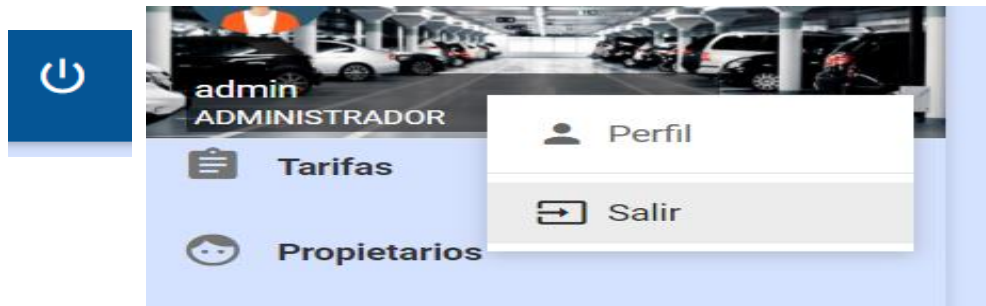 admin
ADMINISTRADOR
Perfil
Tarifas
Salir
Propietarios